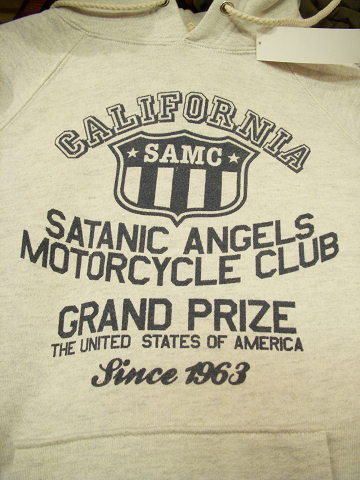 CALIFORNIA
SAMC
SATANIC ANGELS
MOTORCYCLE CLUB
GRAND PRIZE
THE UNITED STATES OF AMERICA
Since 1963